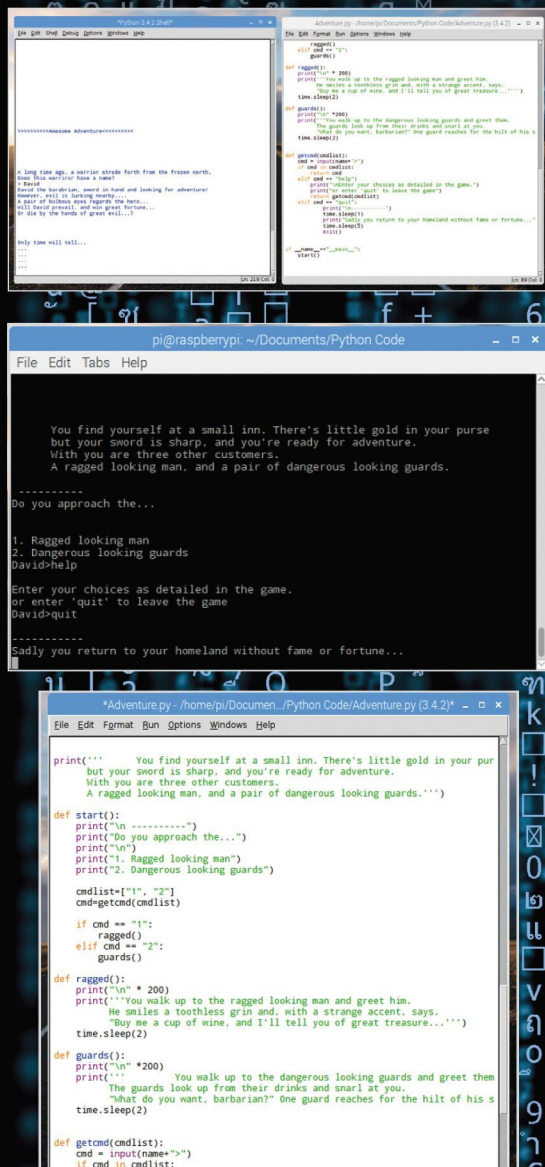 *Python 3.4.2 Shell*
File Edit Shell Debug Options Windows Help
>>>>>>>>>>Awesome Adventure<<<<<<<<<<
A long time ago, a warrior strode forth from the frozen north.
Does this warrior have a name?
> David
David the barabrian, sword in hand and looking for adventure!
However, evil is lurking nearby....
A pair of bulbous eyes regards the hero...
Will David prevail, and win great fortune...
Or die by the hands of great evil...?
Only time will tell...
...
...
...
...
Ln: 219 Col: 0
Adventure.py - /home/pi/Documents/Python Code/Adventure.py (3.4.2)
File Edit Format Run Options Windows Help
ragged()
elif cmd == "2":
guards()
def ragged():
print("\n" * 200)
print('''You walk up to the ragged looking man and greet him.
He smiles a toothless grin and, with a strange accent, says.
"Buy me a cup of wine, and I'll tell you of great treasure...''')
time.sleep(2)
def guards():
print("\n" *200)
print('''You walk up to the dangerous looking guards and greet them
The guards look up from their drinks and snarl at you.
"What do you want, barbarian?" One guard reaches for the hilt of his s
time.sleep(2)
def getcmd(cmdlist):
cmd = input(name+">")
if cmd in cmdlist:
return cmd
elif cmd == "help":
print("\nEnter your choices as detailed in the game.")
print("or enter 'quit' to leave the game")
return getcmd(cmdlist)
elif cmd == "quit":
print("\n-----------")
time.sleep(1)
print("Sadly you return to your homeland without fame or fortune..."
time.sleep(5)
exit()
if __name__=="__main__":
start()
Ln: 89 Col: 0
pi@raspberrypi: ~/Documents/Python Code
File Edit Tabs Help
You find yourself at a small inn. There's little gold in your purse
but your sword is sharp, and you're ready for adventure.
With you are three other customers.
A ragged looking man, and a pair of dangerous looking guards.
----------
Do you approach the...
1. Ragged looking man
2. Dangerous looking guards
David>help
Enter your choices as detailed in the game.
or enter 'quit' to leave the game
David>quit
-----------
Sadly you return to your homeland without fame or fortune...
*Adventure.py - /home/pi/Documen.../Python Code/Adventure.py (3.4.2)*
File Edit Format Run Options Windows Help
print('''      You find yourself at a small inn. There's little gold in your pur
but your sword is sharp, and you're ready for adventure.
With you are three other customers.
A ragged looking man, and a pair of dangerous looking guards.''')
def start():
print("\n ----------")
print("Do you approach the...")
print("\n")
print("1. Ragged looking man")
print("2. Dangerous looking guards")
cmdlist=["1", "2"]
cmd=getcmd(cmdlist)
if cmd == "1":
ragged()
elif cmd == "2":
guards()
def ragged():
print("\n" * 200)
print('''You walk up to the ragged looking man and greet him.
He smiles a toothless grin and, with a strange accent, says.
"Buy me a cup of wine, and I'll tell you of great treasure...''')
time.sleep(2)
def guards():
print("\n" *200)
print('''      You walk up to the dangerous looking guards and greet them
The guards look up from their drinks and snarl at you.
"What do you want, barbarian?" One guard reaches for the hilt of his s
time.sleep(2)
def getcmd(cmdlist):
cmd = input(name+">")
if cmd in cmdlist: